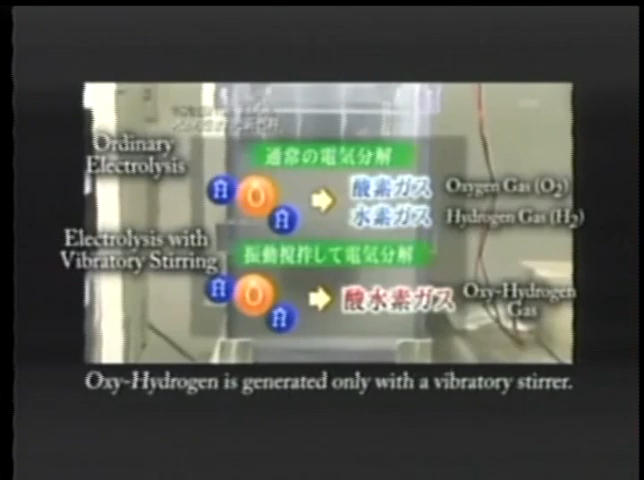 Ordinary
Electrolysis
通常の電気分解
H O H
酸素ガス Oxygen Gas (O2)
水素ガス Hydrogen Gas (H2)
Electrolysis with
Vibratory Stirring
振動撹拌して電気分解
H O H
酸水素ガス Oxy-Hydrogen
Gas
Oxy-Hydrogen is generated only with a vibratory stirrer.